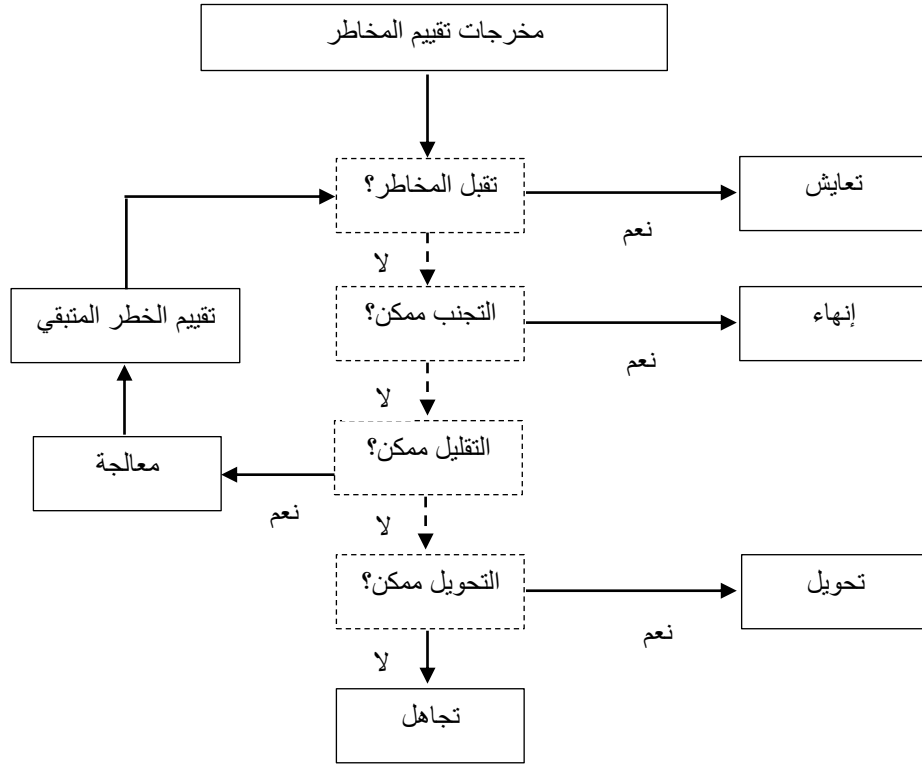 مخرجات تقييم المخاطر
تقبل المخاطر؟
تعايش
نعم
لا
تقييم الخطر المتبقي
التجنب ممكن؟
إنهاء
نعم
لا
معالجة
التقليل ممكن؟
نعم
لا
التحويل ممكن؟
تحويل
نعم
لا
تجاهل